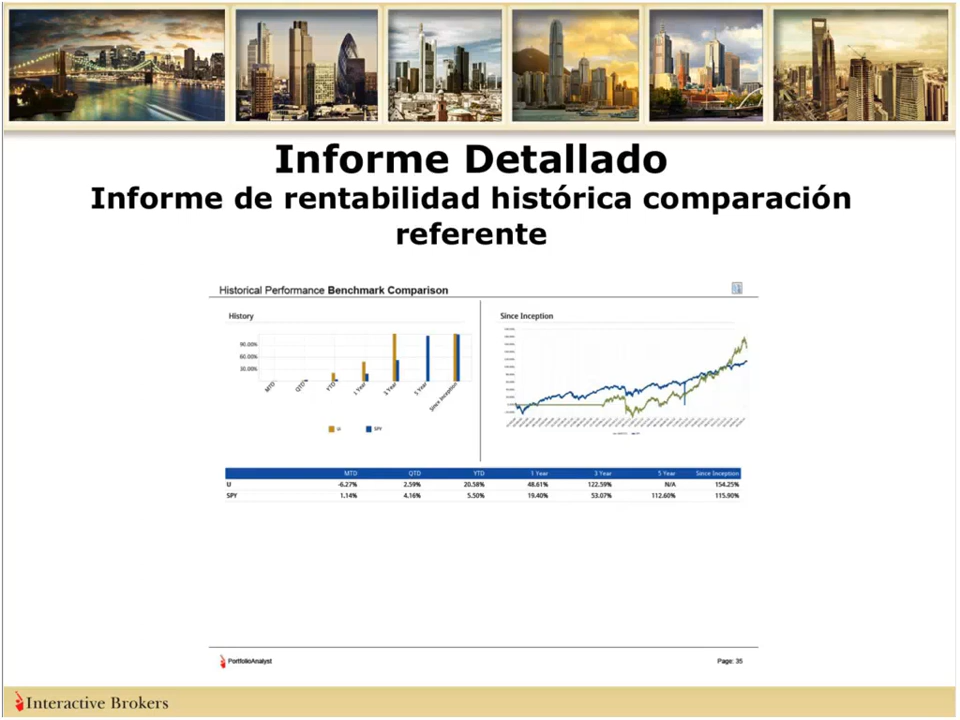 Informe Detallado
Informe de rentabilidad histórica comparación
referente
Historical Performance Benchmark Comparison
History
90.00%
60.00%
30.00%
MTD
QTD
YTD
1 Year
3 Year
5 Year
Since Inception
U
SPY
Since Inception
MTD QTD YTD 1 Year 3 Year 5 Year Since Inception
U -6.27% 2.59% 20.58% 48.61% 122.59% N/A 154.25%
SPY 1.14% 4.16% 5.50% 19.40% 53.07% 112.60% 115.90%
PortfolioAnalyst
Page: 35
Interactive Brokers